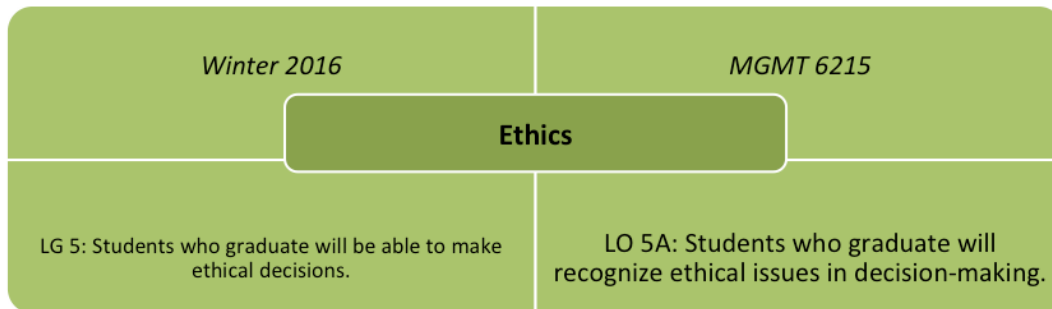 Winter 2016
MGMT 6215
Ethics
LG 5: Students who graduate will be able to make
ethical decisions.
LO 5A: Students who graduate will
recognize ethical issues in decision-making.